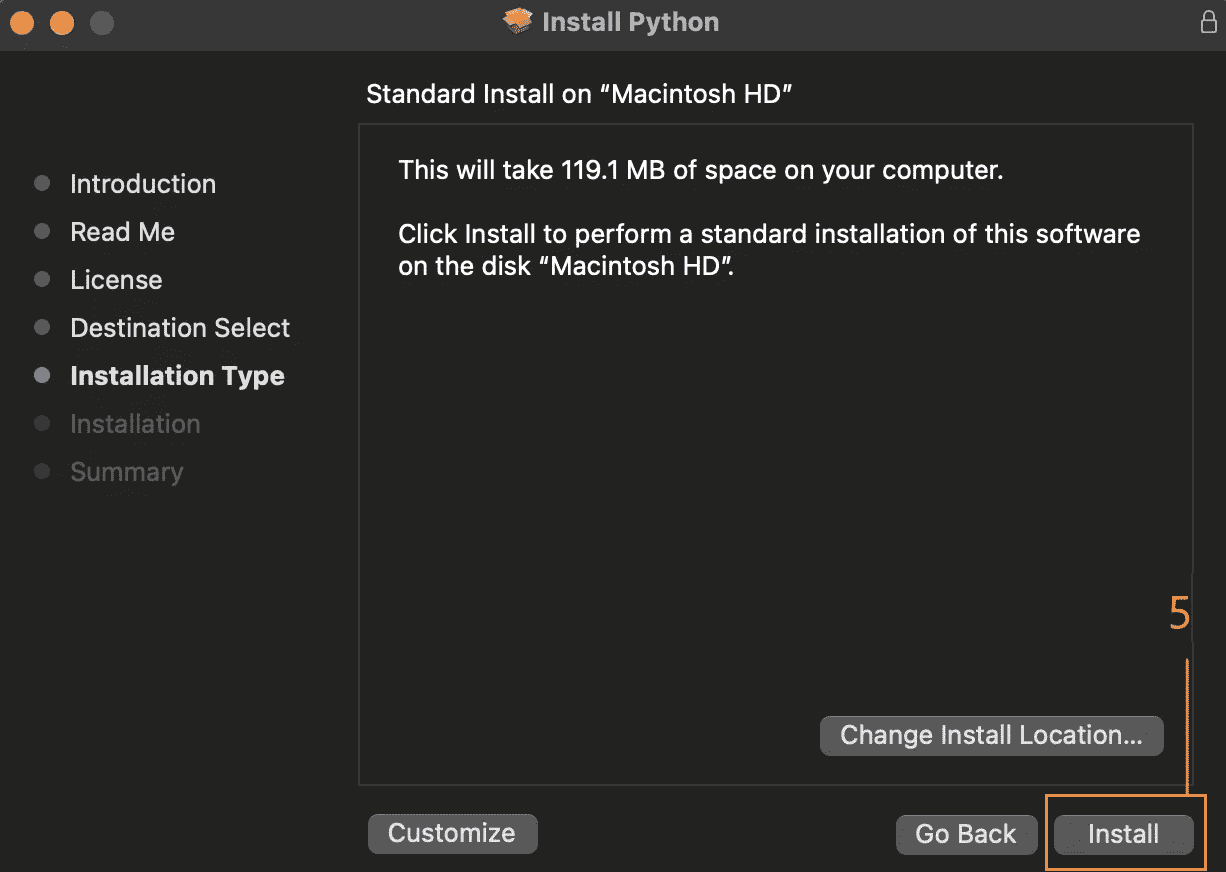 Install Python
Standard Install on “Macintosh HD”
Introduction
Read Me
License
Destination Select
Installation Type
Installation
Summary
This will take 119.1 MB of space on your computer.
Click Install to perform a standard installation of this software
on the disk “Macintosh HD”.
5
Change Install Location...
Customize
Go Back
Install